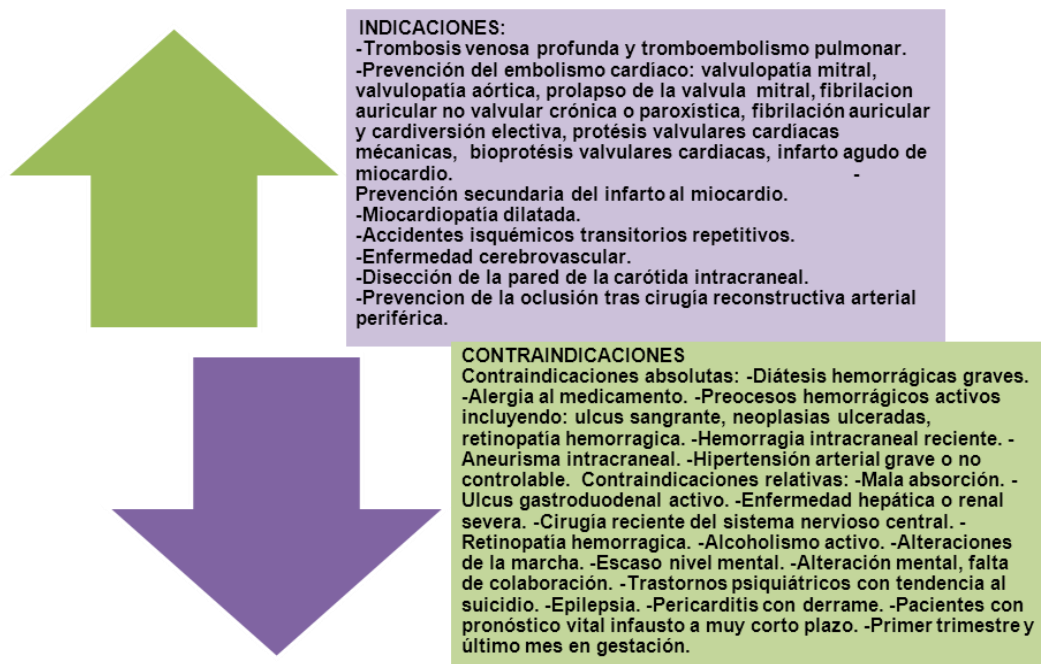 INDICACIONES:
-Trombosis venosa profunda y tromboembolismo pulmonar.
-Prevención del embolismo cardíaco: valvulopatía mitral,
valvulopatía aórtica, prolapso de la valvula mitral, fibrilacion
auricular no valvular crónica o paroxística, fibrilación auricular
y cardiversión electiva, protésis valvulares cardíacas
mécanicas, bioprotésis valvulares cardiacas, infarto agudo de
miocardio. -
Prevención secundaria del infarto al miocardio.
-Miocardiopatía dilatada.
-Accidentes isquémicos transitorios repetitivos.
-Enfermedad cerebrovascular.
-Disección de la pared de la carótida intracraneal.
-Prevencion de la oclusión tras cirugía reconstructiva arterial
periférica.
CONTRAINDICACIONES
Contraindicaciones absolutas: -Diátesis hemorrágicas graves.
-Alergia al medicamento. -Preocesos hemorrágicos activos
incluyendo: ulcus sangrante, neoplasias ulceradas,
retinopatía hemorragica. -Hemorragia intracraneal reciente. -
Aneurisma intracraneal. -Hipertensión arterial grave o no
controlable. Contraindicaciones relativas: -Mala absorción. -
Ulcus gastroduodenal activo. -Enfermedad hepática o renal
severa. -Cirugía reciente del sistema nervioso central. -
Retinopatía hemorragica. -Alcoholismo activo. -Alteraciones
de la marcha. -Escaso nivel mental. -Alteración mental, falta
de colaboración. -Trastornos psiquiátricos con tendencia al
suicidio. -Epilepsia. -Pericarditis con derrame. -Pacientes con
pronóstico vital infausto a muy corto plazo. -Primer trimestre y
último mes en gestación.